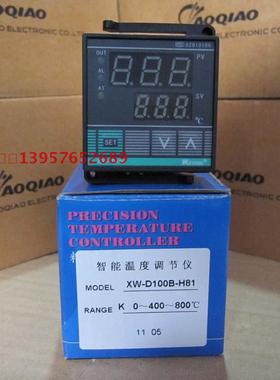 AOQIAO
AOQIAO
OUT
AL
AT
PV
SV
℃
SET
13957652689
PRECISION
TEMPERATURE
CONTROLLER
智能温度调节仪
MODEL XW-D100B-H81
RANGE K 0～400～800℃
11 05